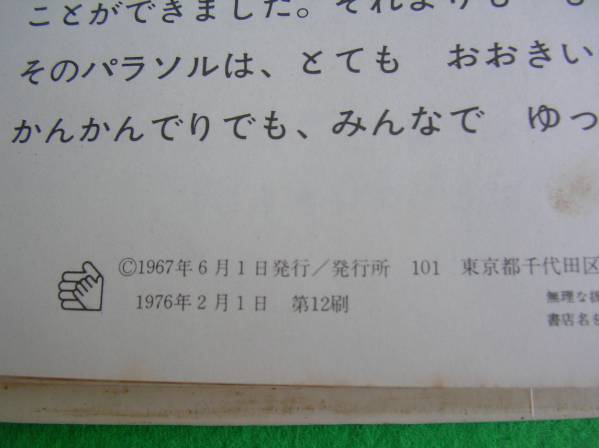 ことができました。それよりも
そのパラソルは、とても おおきい
かんかんでりでも、みんなで ゆっ
©1967年6月1日発行／発行所 101 東京都千代田区
1976年2月1日 第12刷
無理な
書店名